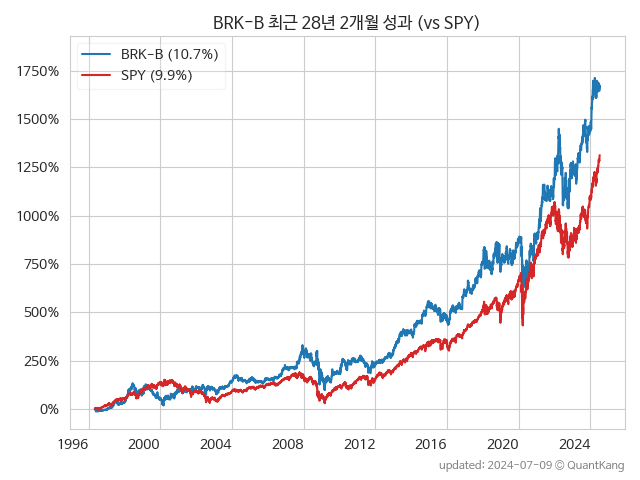 BRK-B 최근 28년 2개월 성과 (vs SPY)
BRK-B (10.7%)
SPY (9.9%)
1750%
1500%
1250%
1000%
750%
500%
250%
0%
1996 2000 2004 2008 2012 2016 2020 2024
updated: 2024-07-09 © QuantKang